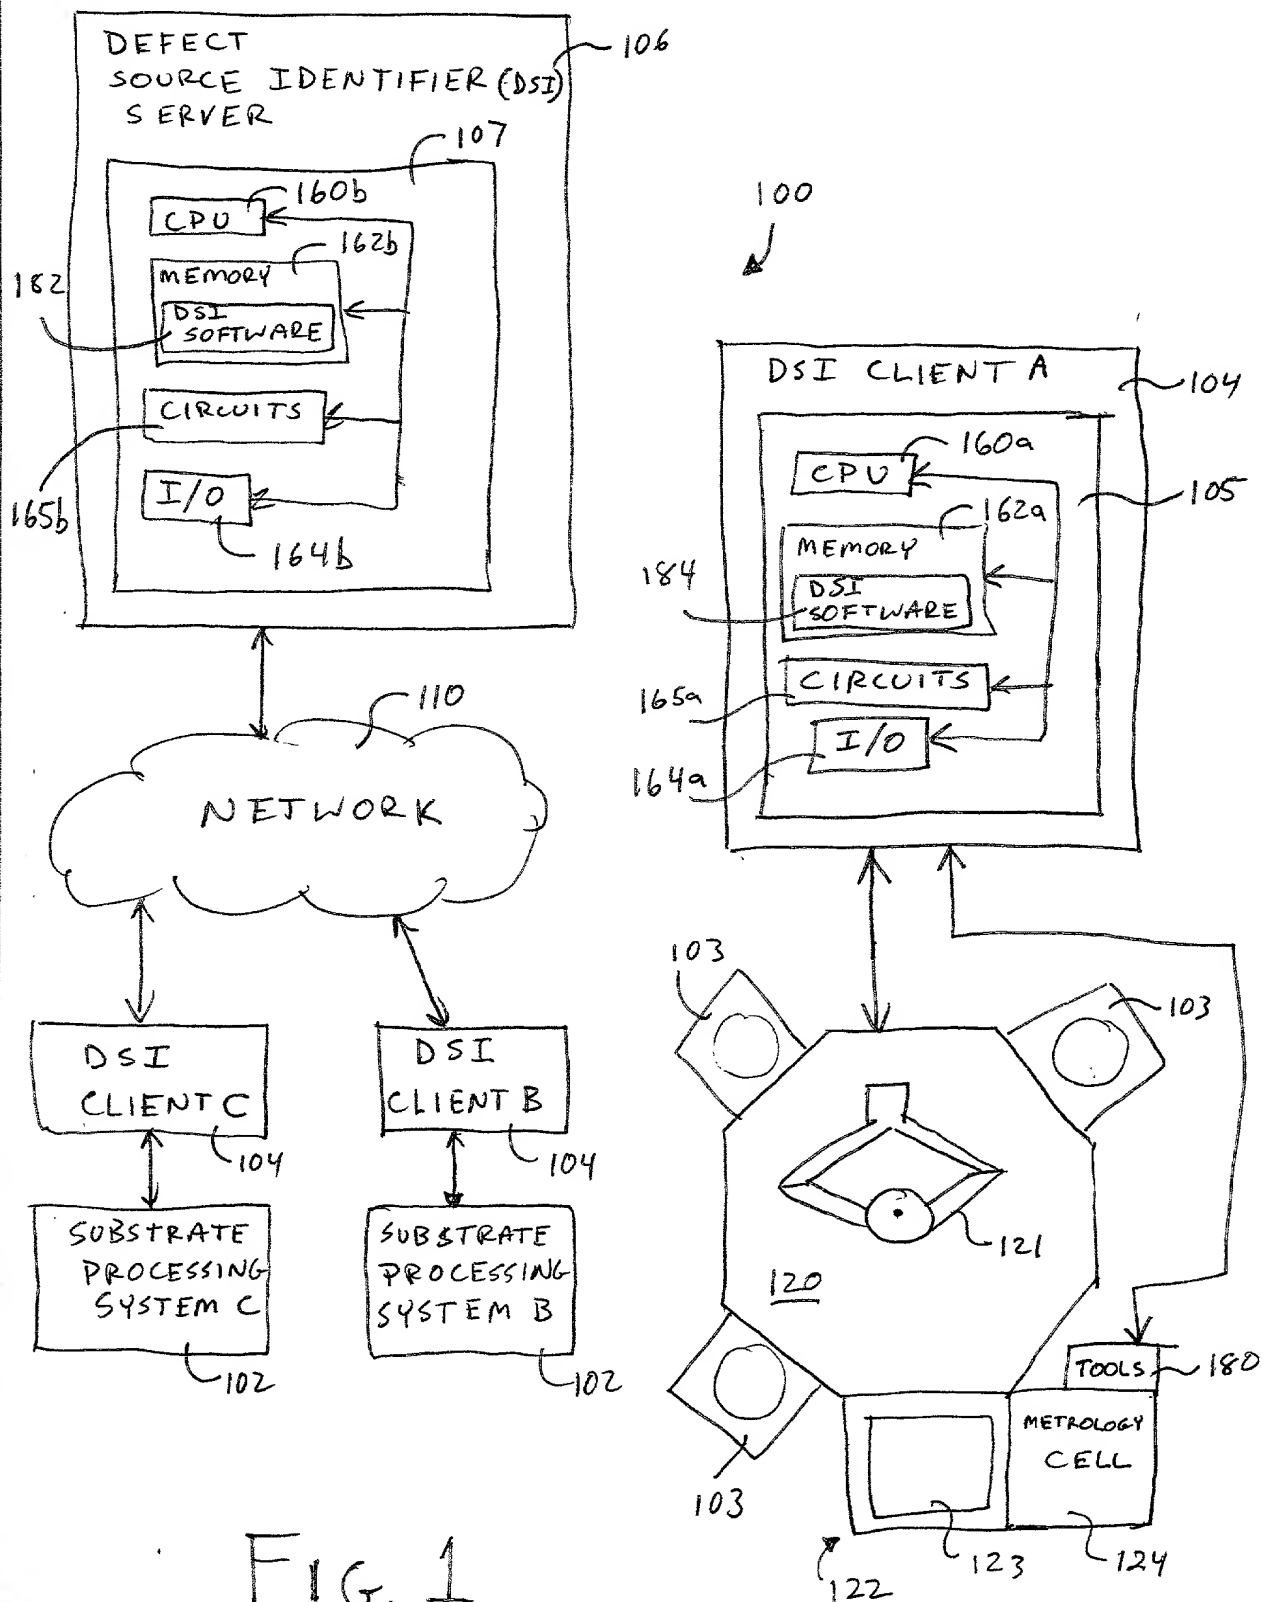 DEFECT
SOURCE IDENTIFIER (DSI)
SERVER
106
107
CPU
160b
MEMORY
162b
DSI
SOFTWARE
182
CIRCUITS
165b
I/O
164b
100
DSI CLIENT A
104
105
CPU
160a
MEMORY
162a
DSI
SOFTWARE
184
CIRCUITS
165a
I/O
164a
110
NETWORK
DSI
CLIENT C
104
DSI
CLIENT B
104
SUBSTRATE
PROCESSING
SYSTEM C
102
SUBSTRATE
PROCESSING
SYSTEM B
102
103
103
121
120
TOOLS
180
METROLOGY
CELL
103
123
124
122
FIG. 1